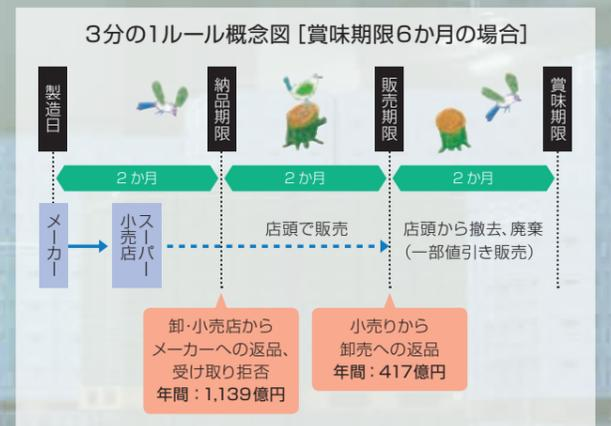 3分の1ルール概念図[賞味期限6か月の場合]
製造日
納品期限
販売期限
賞味期限
2か月
2か月
2か月
メーカー
スーパー
小売店
店頭で販売
店頭から撤去、廃棄
(一部値引き販売)
卸・小売店から
メーカーへの返品、
受け取り拒否
年間:1,139億円
小売りから
卸売への返品
年間:417億円